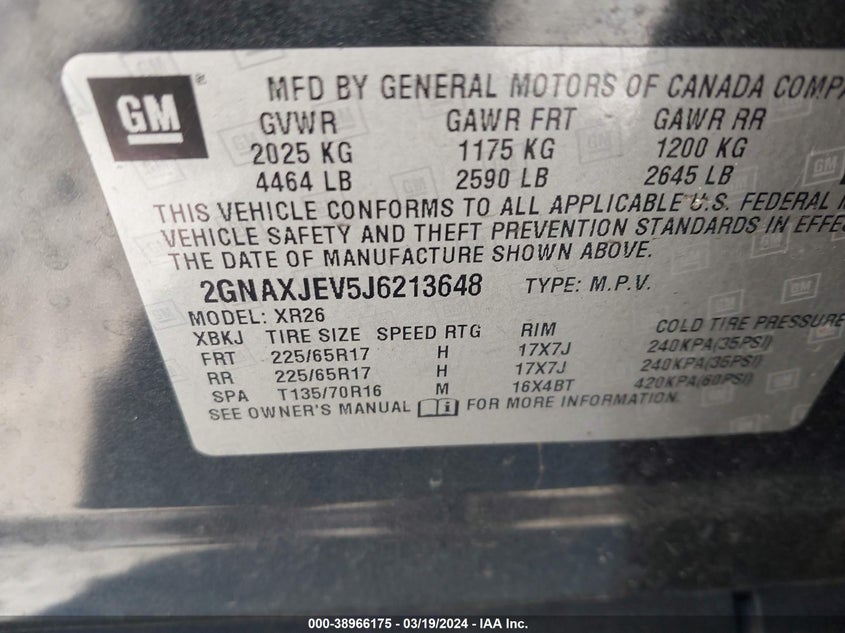 GM ®
MFD BY GENERAL MOTORS OF CANADA
GVWR GAWR FRT GAWR RR
2025 KG 1175 KG 1200 KG
4464 LB 2590 LB 2645 LB
THIS VEHICLE CONFORMS TO ALL APPLICABLE U.S. FEDERAL
VEHICLE SAFETY AND THEFT PREVENTION STANDARDS IN
THE DATE OF MANUFACTURE SHOWN ABOVE.
2GNAXJEV5J6213648 TYPE: M.P.V.
MODEL: XR26
XBKJ TIRE SIZE SPEED RTG RIM COLD TIRE PRESSURE
FRT 225/65R17 H 17X7J 240KPA(35PSI)
RR 225/65R17 H 17X7J 240KPA(35PSI)
SPA T135/70R16 M 16X4BT 420KPA(60PSI)
SEE OWNER'S MANUAL FOR MORE INFORMATION.
000-38966175 - 03/19/2024 - IAA Inc.